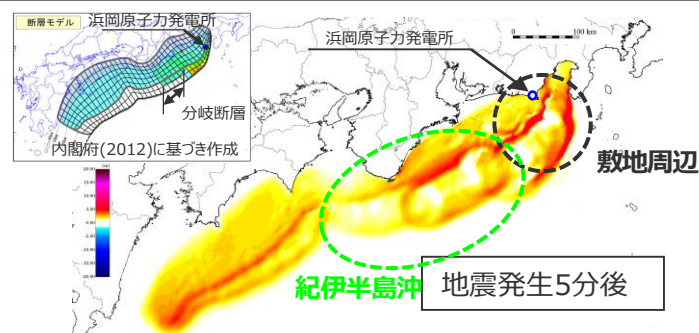 浜岡原子力発電所
断層モデル
浜岡原子力発電所
0 100 km
分岐断層
内閣府(2012)に基づき作成
敷地周辺
紀伊半島沖
地震発生5分後